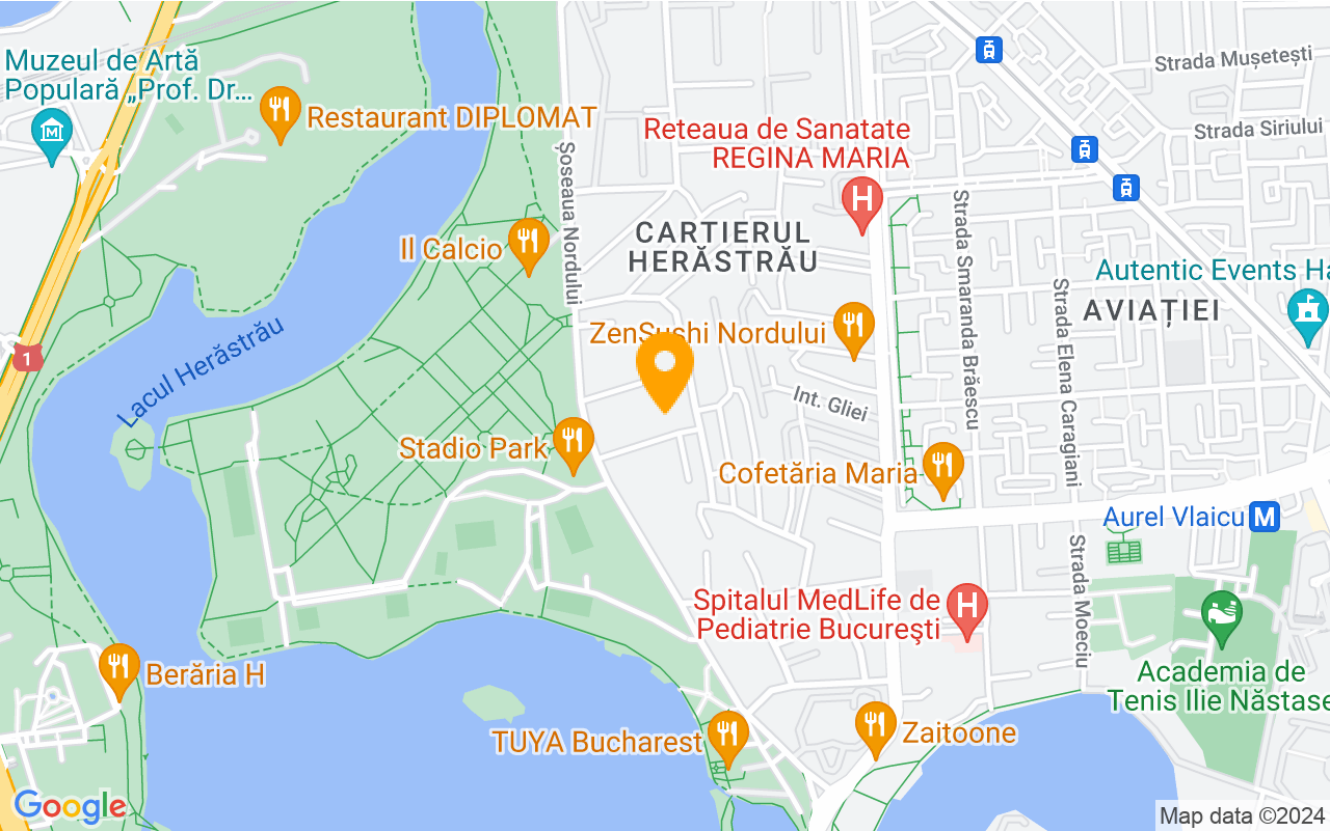 Muzeul de Artă
Populară „Prof. Dr...
Restaurant DIPLOMAT
Strada Mușetești
Strada Siriului
Reteaua de Sanatate
REGINA MARIA
H
Șoseaua Nordului
CARTIERUL
HERĂSTRĂU
Il Calcio
Strada Smaranda Brăescu
Autentic Events Ha
AVIAȚIEI
Strada Elena Caragiani
ZenSushi Nordului
1
Lacul Herăstrău
Int. Gliei
Stadio Park
Cofetăria Maria
Aurel Vlaicu M
Strada Moeciu
Spitalul MedLife de
Pediatrie Bucureşti
H
Academia de
Tenis Ilie Năstase
Berăria H
TUYA Bucharest
Zaitoone
Google
Map data ©2024